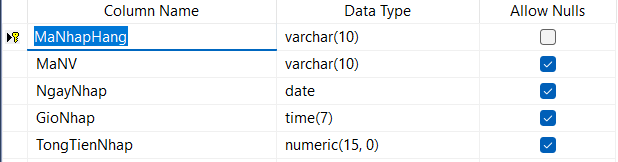 Column Name Data Type Allow Nulls
MaNhapHang varchar(10)
MaNV varchar(10)
NgayNhap date
GioNhap time(7)
TongTienNhap numeric(15, 0)